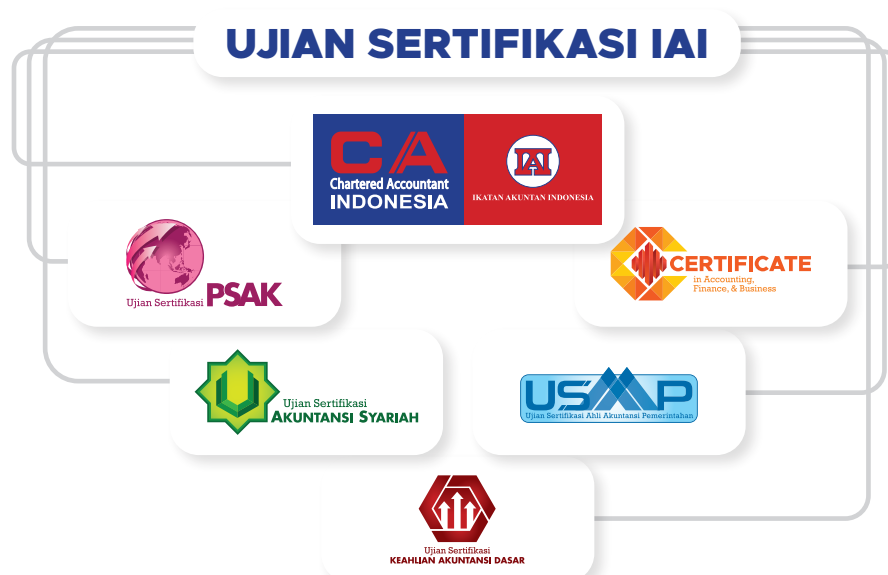 UJIAN SERTIFIKASI IAI
CA
Chartered Accountant
INDONESIA
IAI
IKATAN AKUNTAN INDONESIA
Ujian Sertifikasi PSAK
CERTIFICATE
in Accounting,
Finance, & Business
Ujian Sertifikasi
AKUNTANSI SYARIAH
USAAP
Ujian Sertifikasi Ahli Akuntansi Pemerintahan
Ujian Sertifikasi
KEAHLIAN AKUNTANSI DASAR